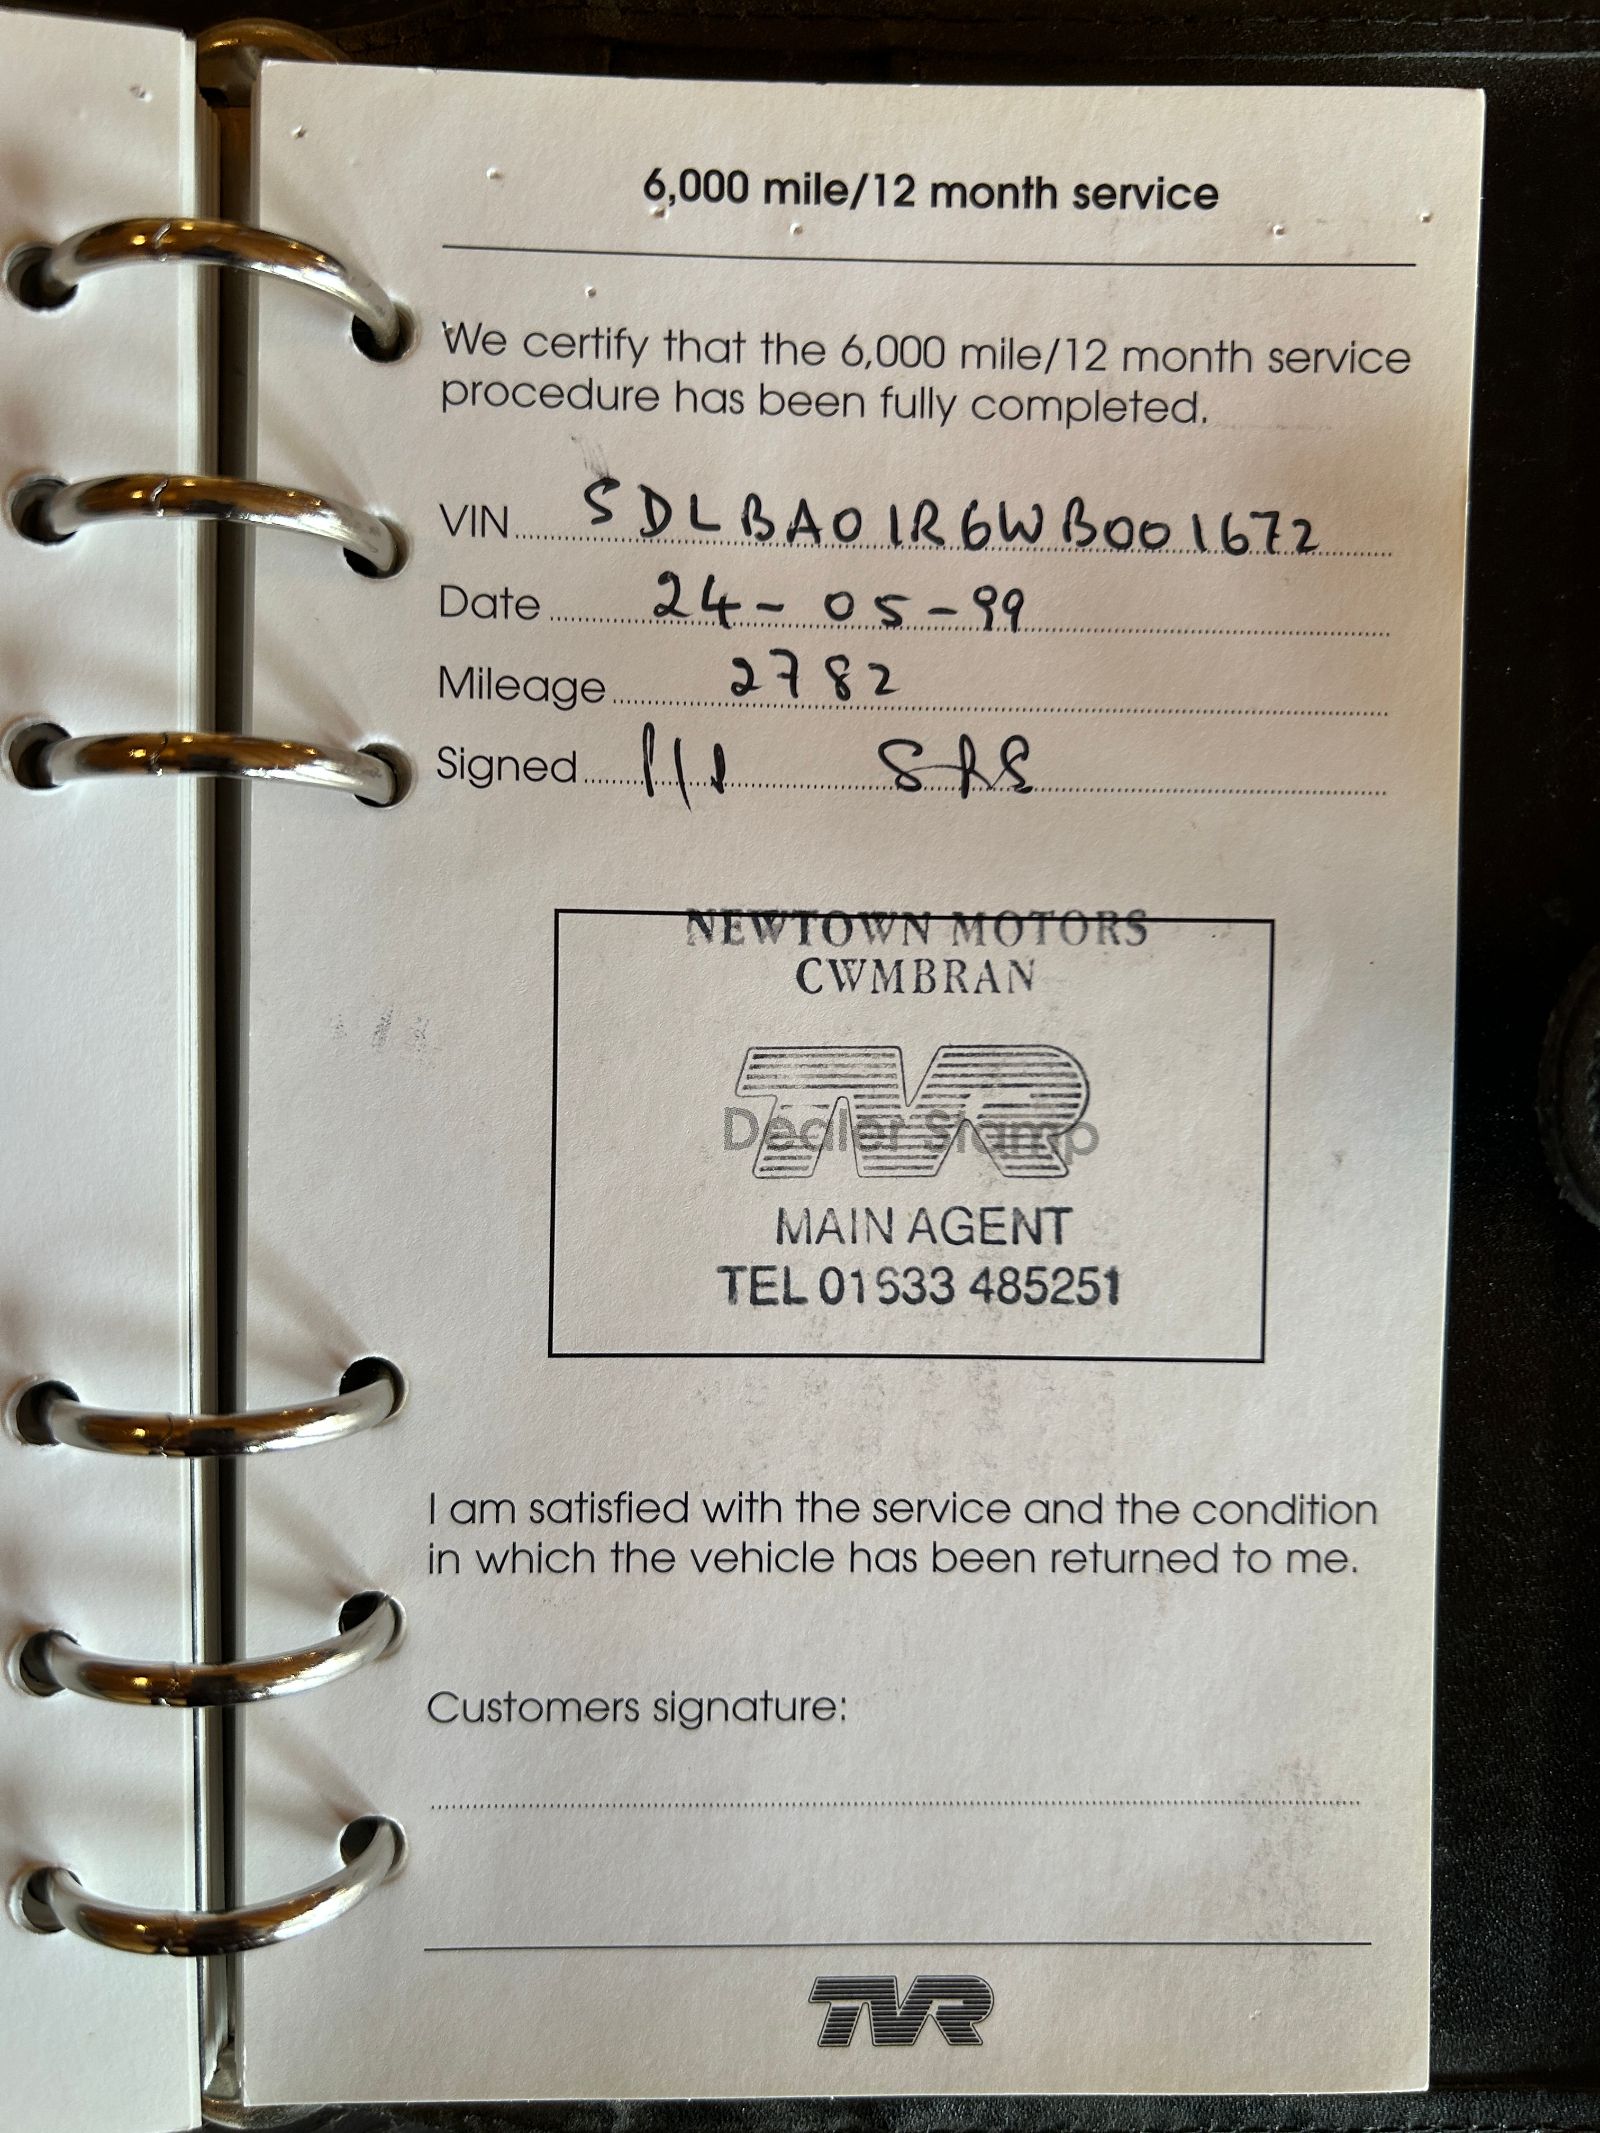 6,000 mile/12 month service
We certify that the 6,000 mile/12 month service
procedure has been fully completed.
VIN SDLBA01R6WB001672
Date 24-05-99
Mileage 2782
Signed
NEWTOWN MOTORS
CWMBRAN
TVR
Dealer Stamp
MAIN AGENT
TEL 01633 485251
I am satisfied with the service and the condition
in which the vehicle has been returned to me.
Customers signature:
TVR